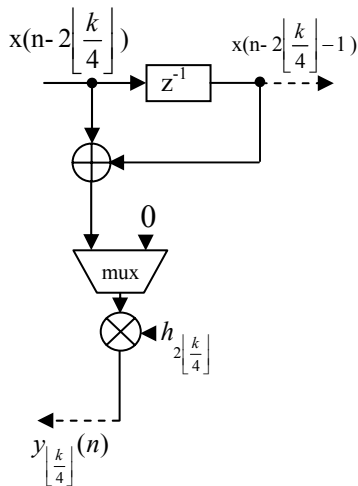 x(n- 2⌊k/4⌋)
x(n- 2⌊k/4⌋−1)
z⁻¹
0
mux
h_{2⌊k/4⌋}
y_{⌊k/4⌋}(n)